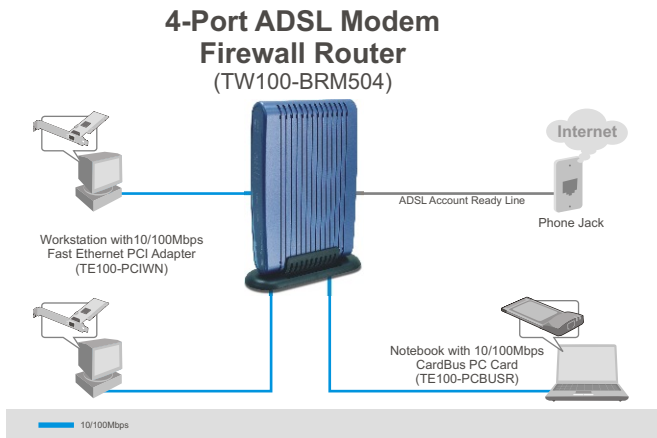 4-Port ADSL Modem
Firewall Router
(TW100-BRM504)
Internet
ADSL Account Ready Line
Phone Jack
Workstation with10/100Mbps
Fast Ethernet PCI Adapter
(TE100-PCIWN)
Notebook with 10/100Mbps
CardBus PC Card
(TE100-PCBUSR)
10/100Mbps